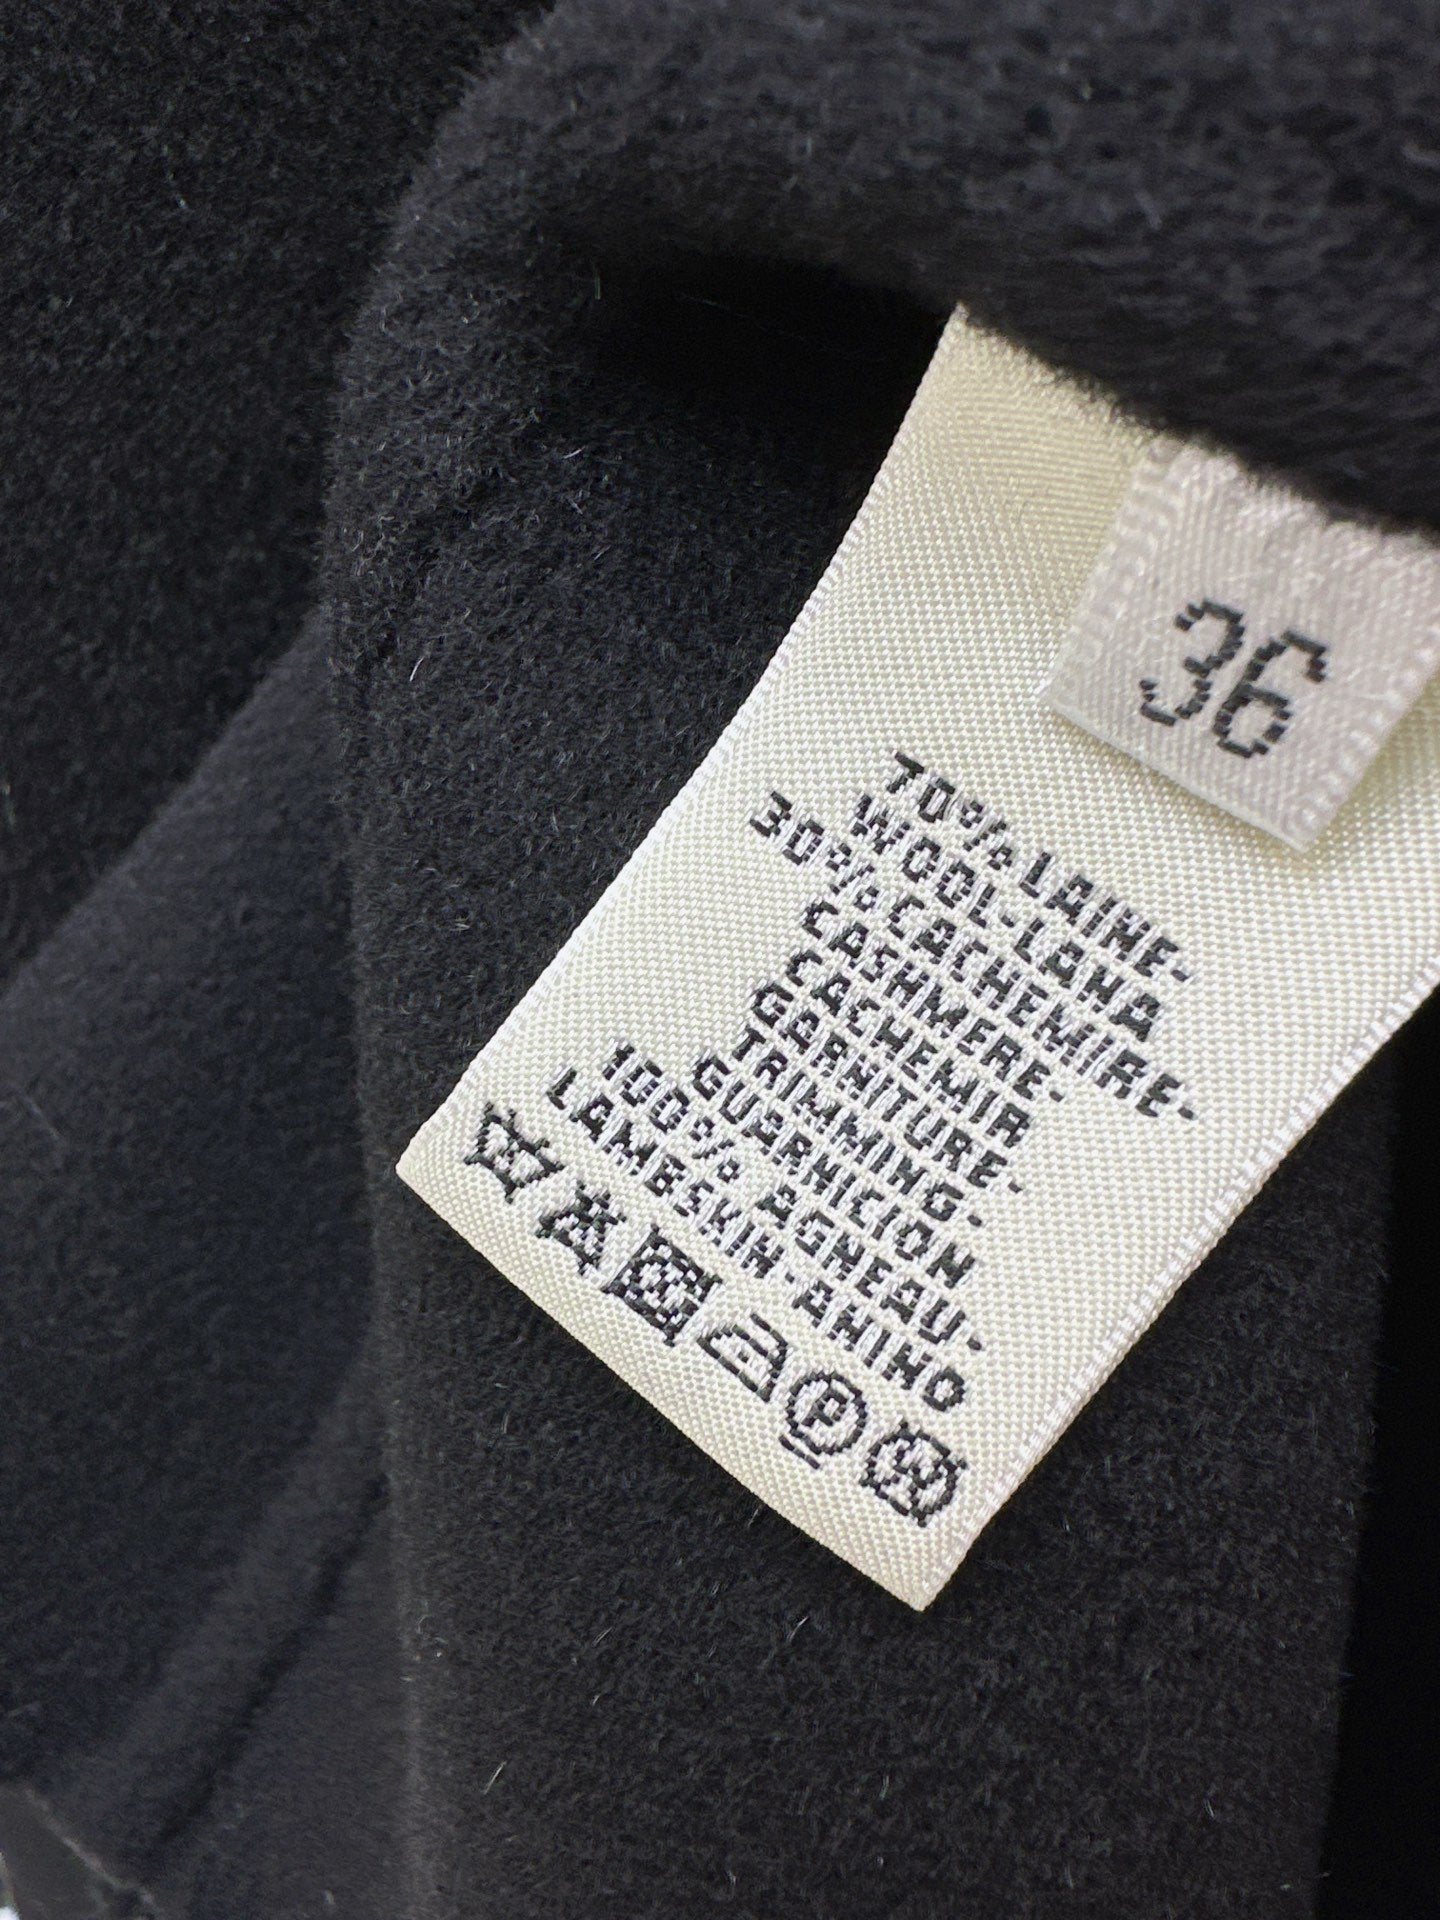 36
70% LAINE-
WOOL-LANA
30% CACHEMIRE-
CASHMERE-
CACHEMIR
GARNITURE-
TRIMMING-
GUARNICION
100% AGNEAU-
LAMBSKIN-ANINO
P
W